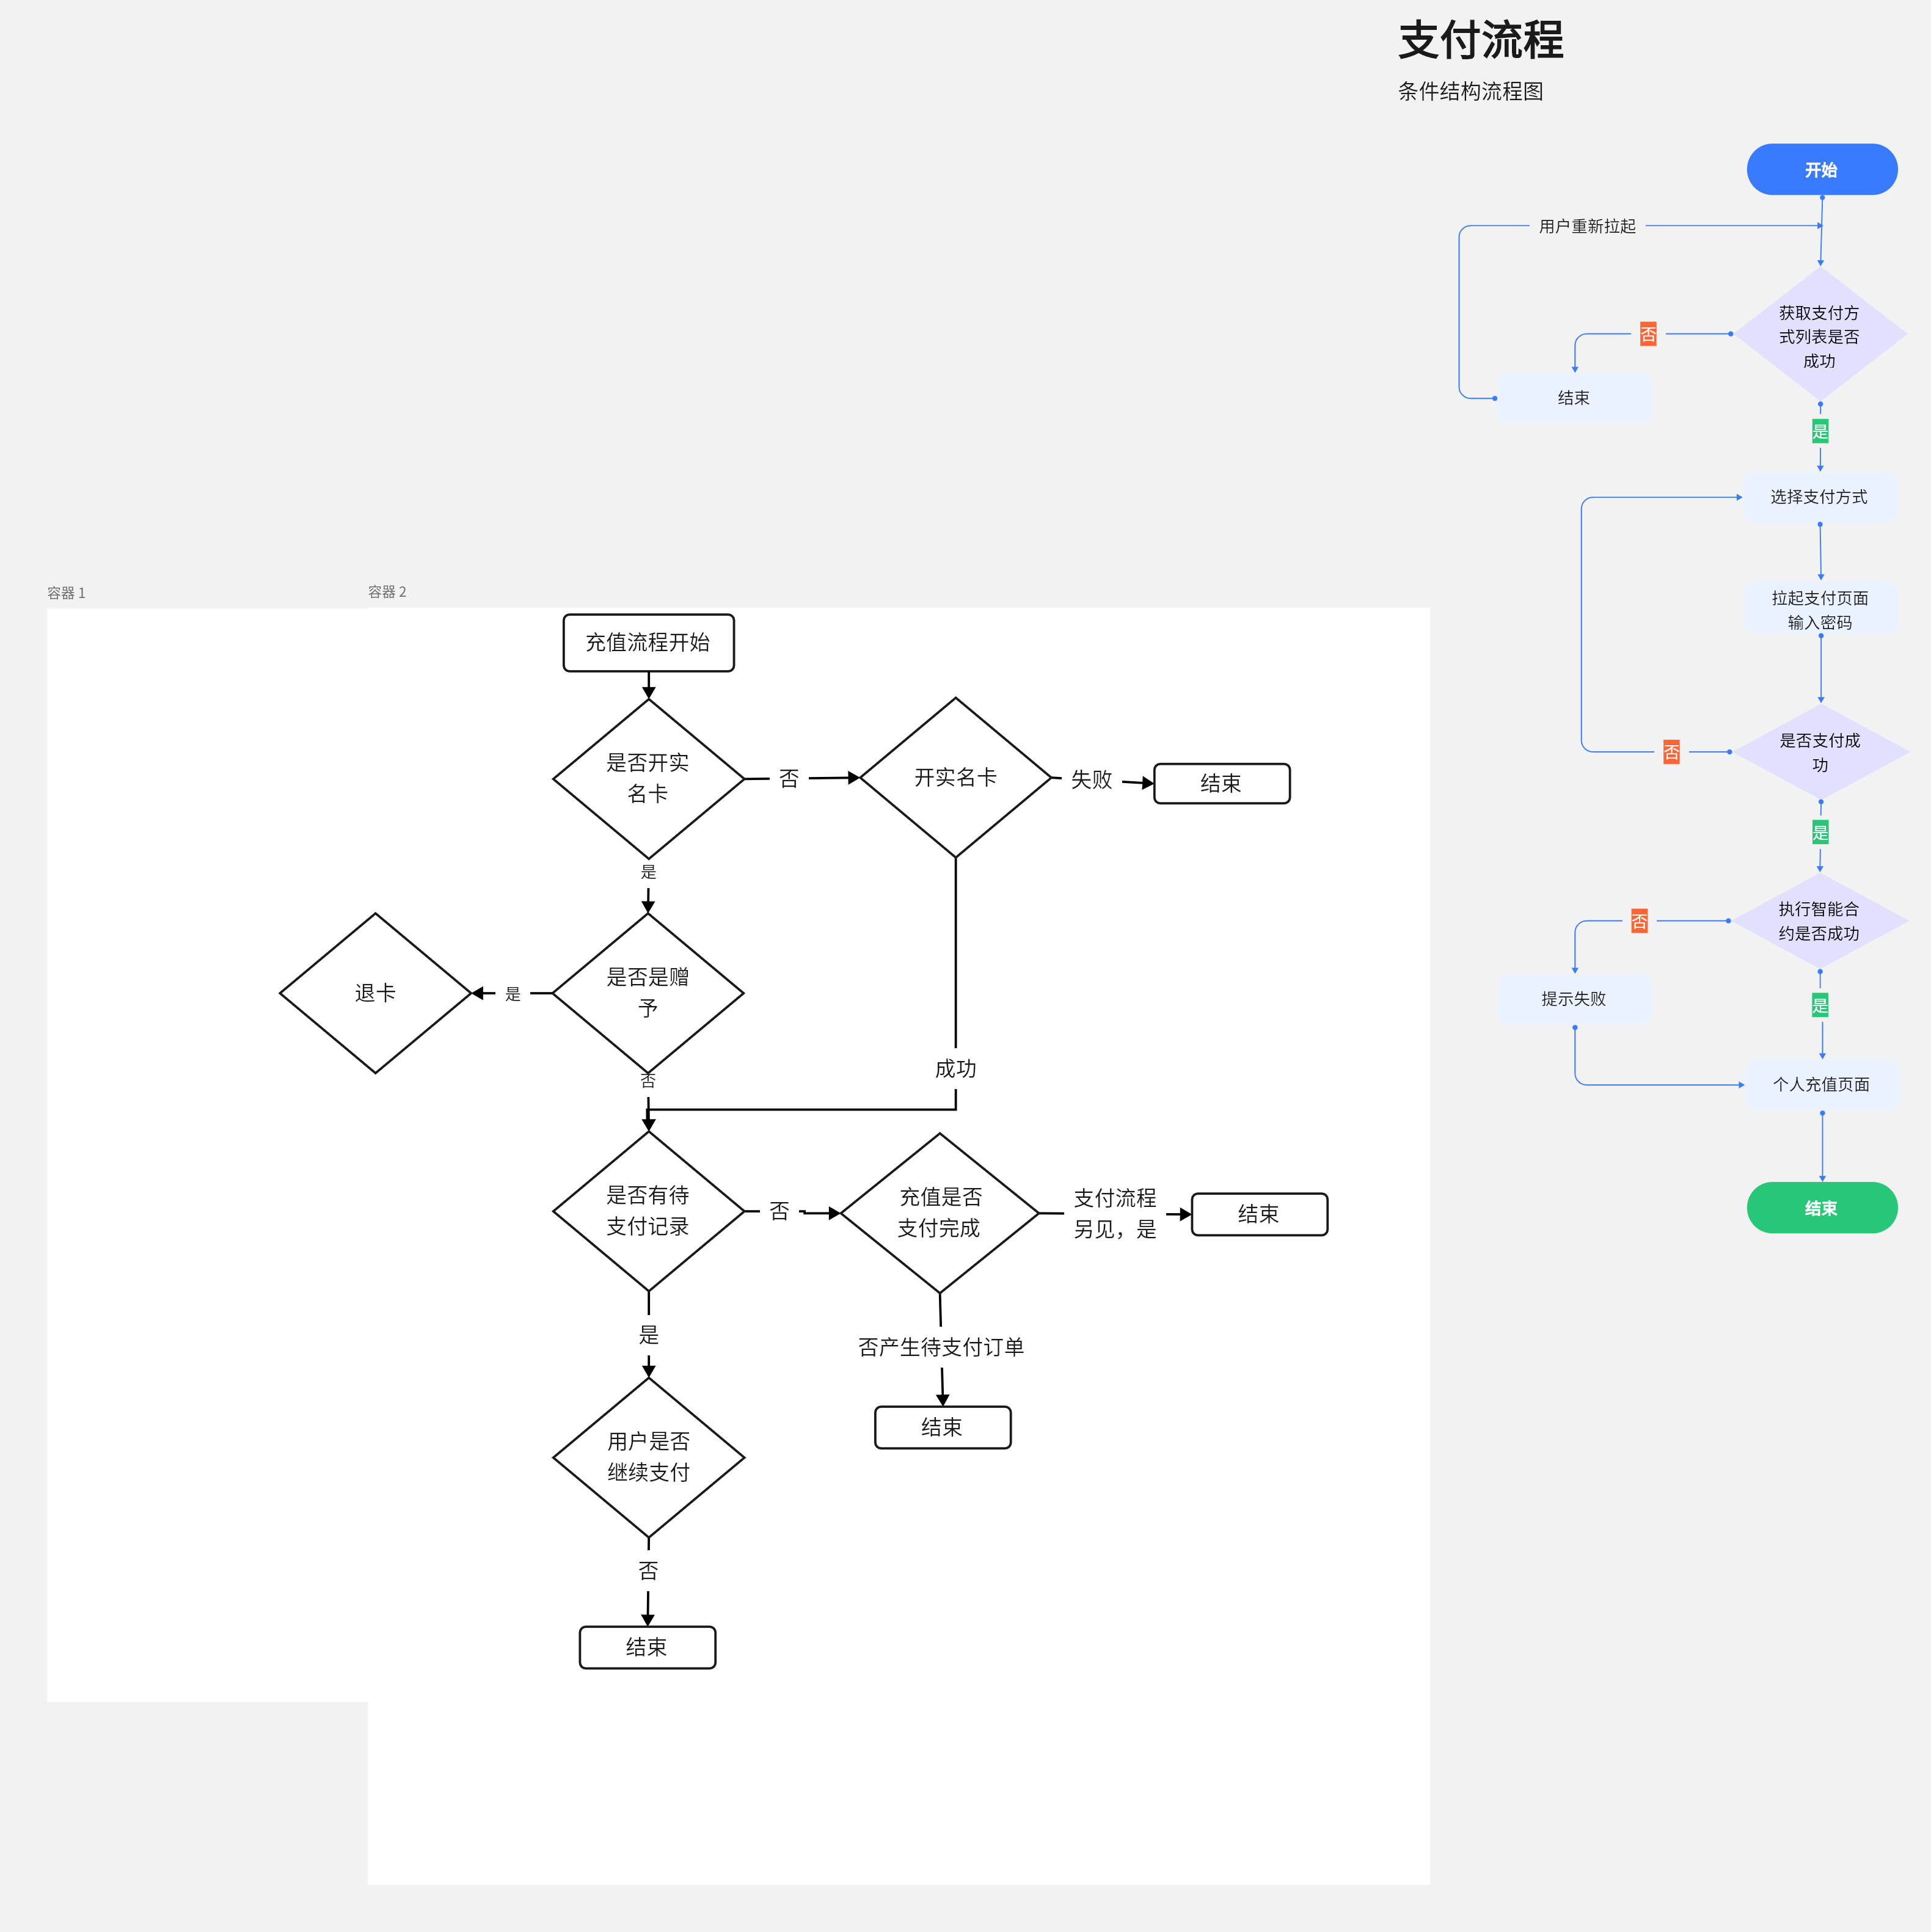 支付流程
条件结构流程图
开始
用户重新拉起
获取支付方
式列表是否
成功
否
结束
是
选择支付方式
拉起支付页面
输入密码
是否支付成
功
否
是
执行智能合
约是否成功
否
提示失败
是
个人充值页面
结束
容器 1
容器 2
充值流程开始
是否开实
名卡
否
开实名卡
失败
结束
是
退卡
是
是否是赠
予
否
成功
是否有待
支付记录
否
充值是否
支付完成
支付流程
另见，是
结束
是
否产生待支付订单
结束
用户是否
继续支付
否
结束